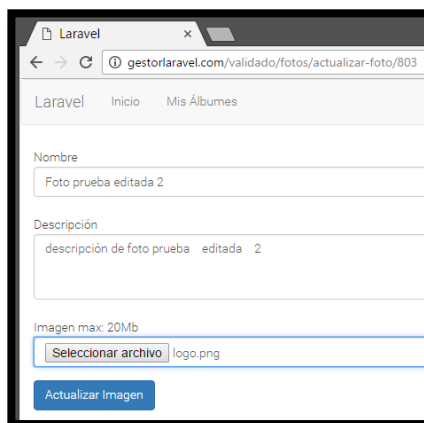 Laravel
gestorlaravel.com/validado/fotos/actualizar-foto/803
Laravel Inicio Mis Álbumes
Nombre
Foto prueba editada 2
Descripción
descripción de foto prueba editada 2
Imagen max: 20Mb
Seleccionar archivo logo.png
Actualizar Imagen